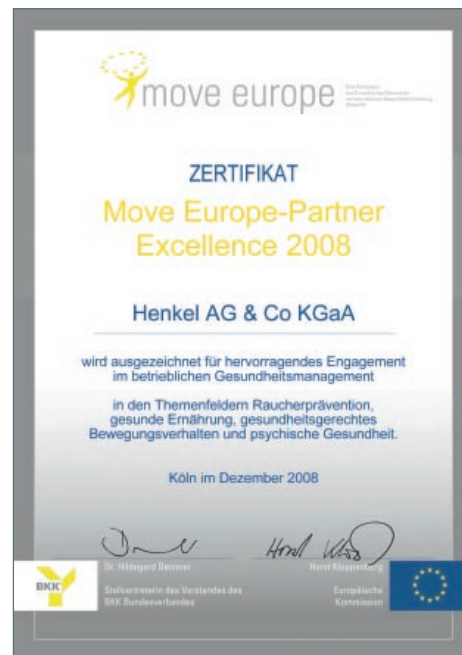 move europe
ZERTIFIKAT
Move Europe-Partner
Excellence 2008
Henkel AG & Co KGaA
wird ausgezeichnet für hervorragendes Engagement
im betrieblichen Gesundheitsmanagement
in den Themenfeldern Raucherprävention,
gesunde Ernährung, gesundheitsgerechtes
Bewegungsverhalten und psychische Gesundheit.
Köln im Dezember 2008
Dr. Hildegard Demmer
Stellvertreterin des Vorstandes des
BKK Bundesverbandes
Horst Kloppenburg
Europäische
Kommission
BKK